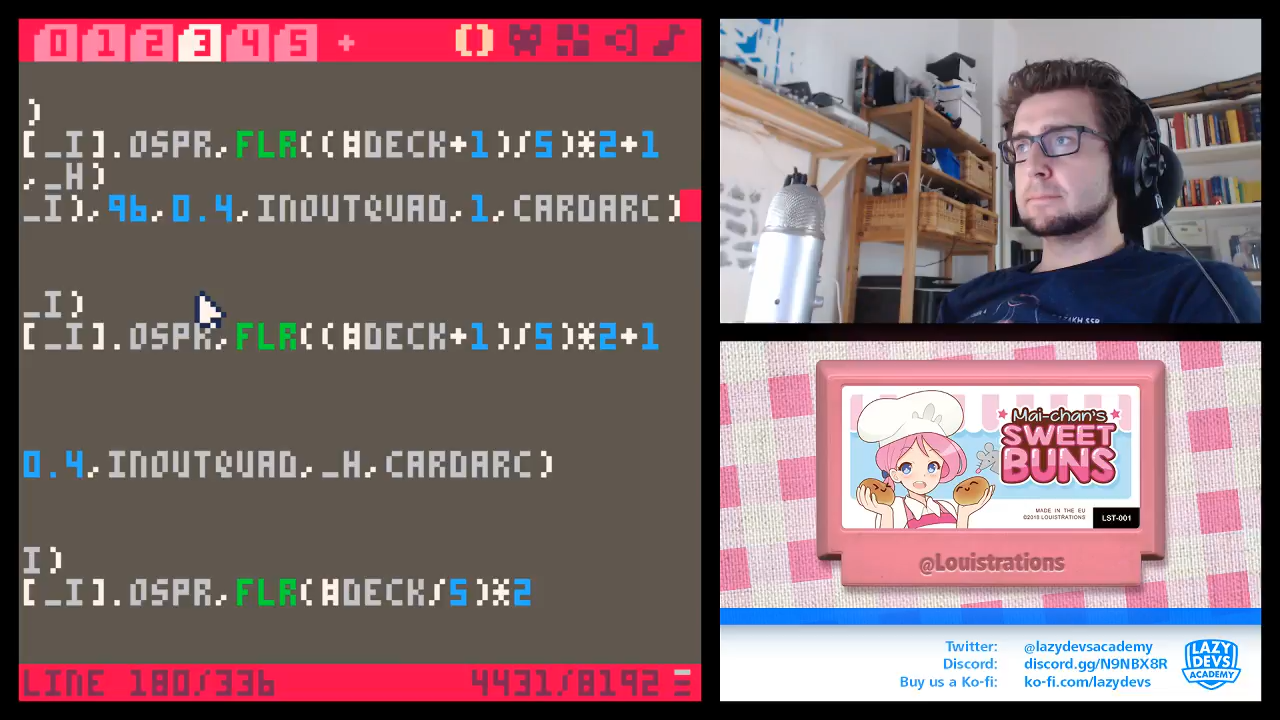 0 1 2 3 4 5 +
)
[_I].OSPR,FLR((#DECK+1)/5)*2+1
,_H)
_I),96,0.4,INOUTQUAD,1,CARDARC)
_I)
[_I].OSPR,FLR((#DECK+1)/5)*2+1
0.4,INOUTQUAD,_H,CARDARC)
I)
[_I].OSPR,FLR(#DECK/5)*2
LINE 180/336
4431/8192
Mai-chan's
SWEET
BUNS
MADE IN THE EU
©2018 LOUISTRATIONS
LST-001
@Louistrations
Twitter: @lazydevsacademy
Discord: discord.gg/N9NBX8R
Buy us a Ko-fi: ko-fi.com/lazydevs
LAZY
DEVS
ACADEMY